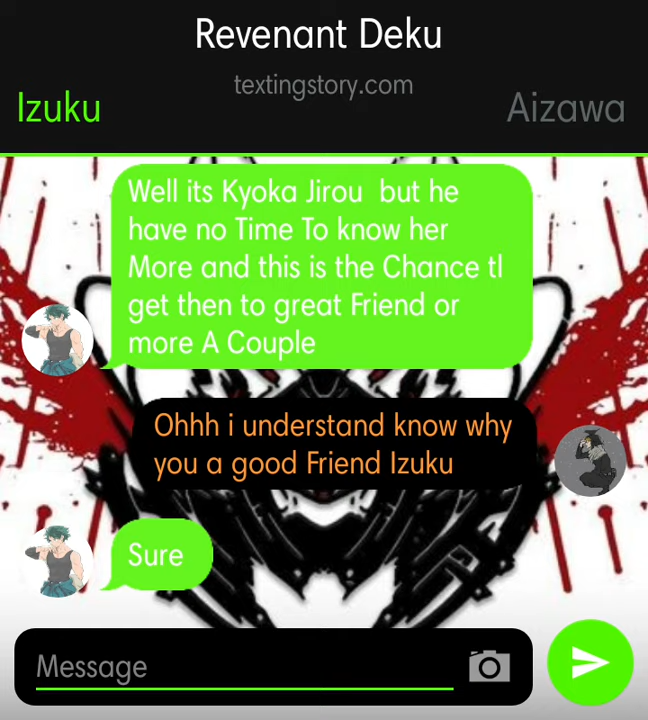 Revenant Deku
textingstory.com
Izuku
Aizawa
Well its Kyoka Jirou but he
have no Time To know her
More and this is the Chance tl
get then to great Friend or
more A Couple
Ohhh i understand know why
you a good Friend Izuku
Sure
Message